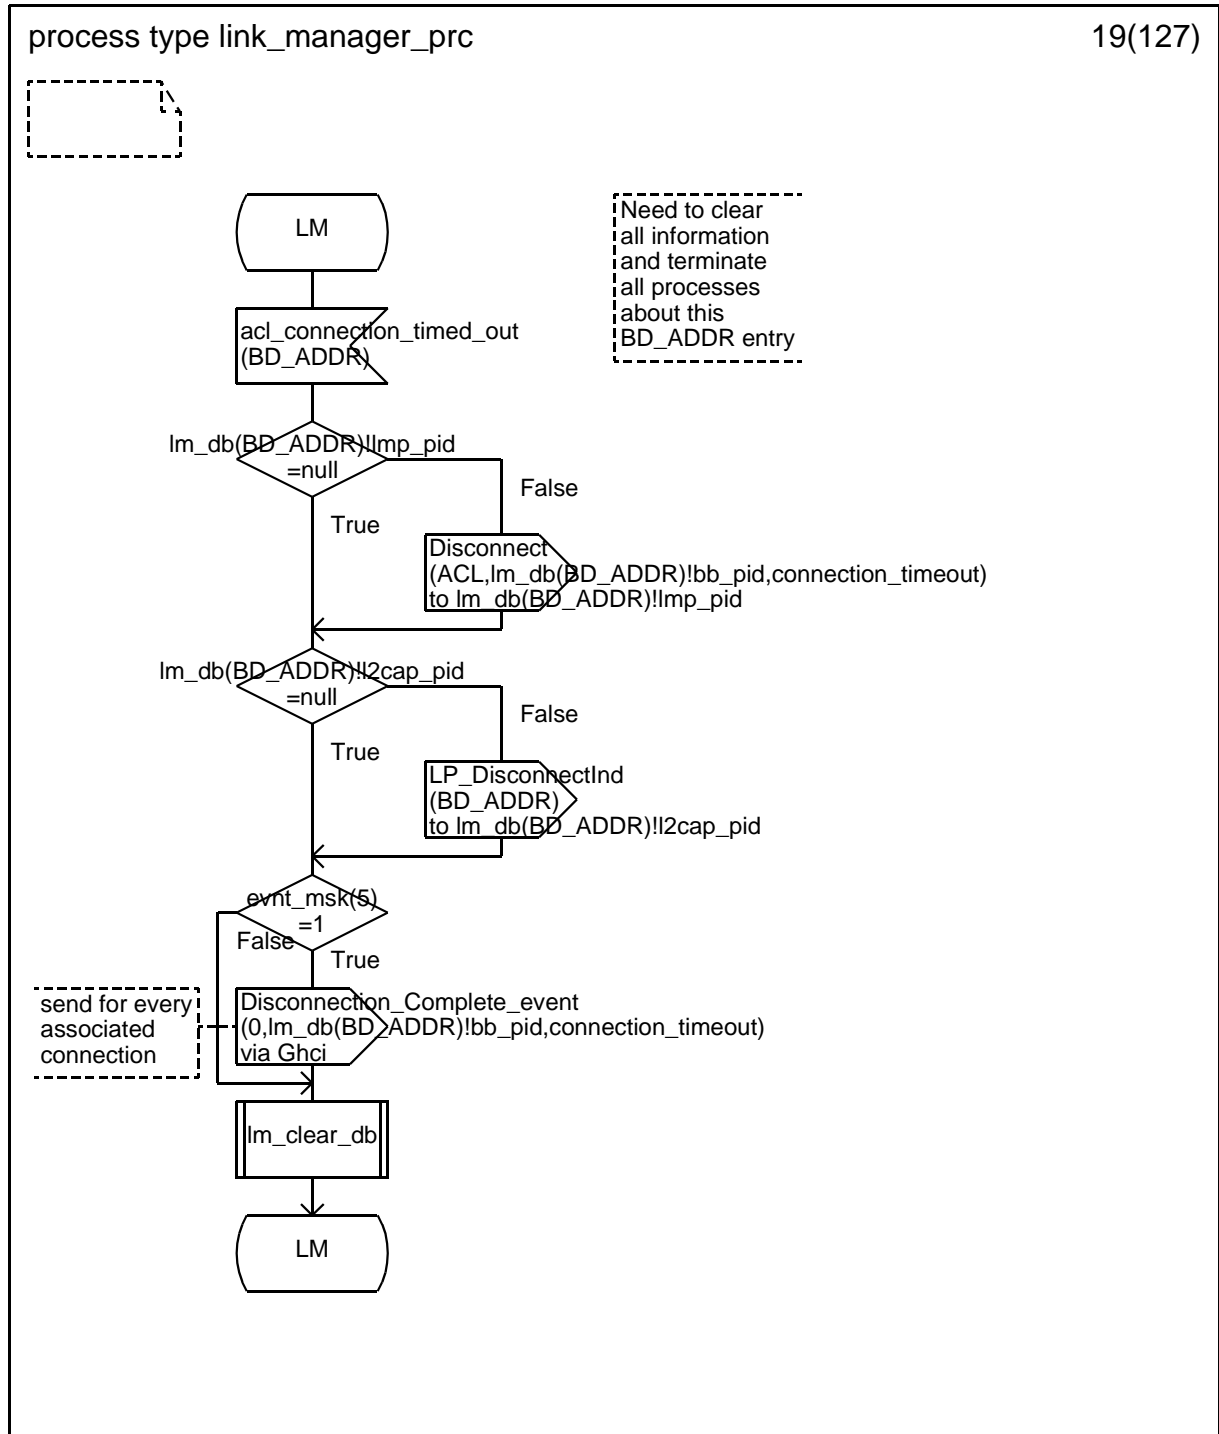 process type link_manager_prc
19(127)
LM
Need to clear
all information
and terminate
all processes
about this
BD_ADDR entry
acl_connection_timed_out
(BD_ADDR)
lm_db(BD_ADDR)!lmp_pid
=null
False
True
Disconnect
(ACL,lm_db(BD_ADDR)!bb_pid,connection_timeout)
to lm_db(BD_ADDR)!lmp_pid
lm_db(BD_ADDR)!l2cap_pid
=null
False
True
LP_DisconnectInd
(BD_ADDR)
to lm_db(BD_ADDR)!l2cap_pid
evnt_msk(5)
=1
False
True
send for every
associated
connection
Disconnection_Complete_event
(0,lm_db(BD_ADDR)!bb_pid,connection_timeout)
via Ghci
lm_clear_db
LM